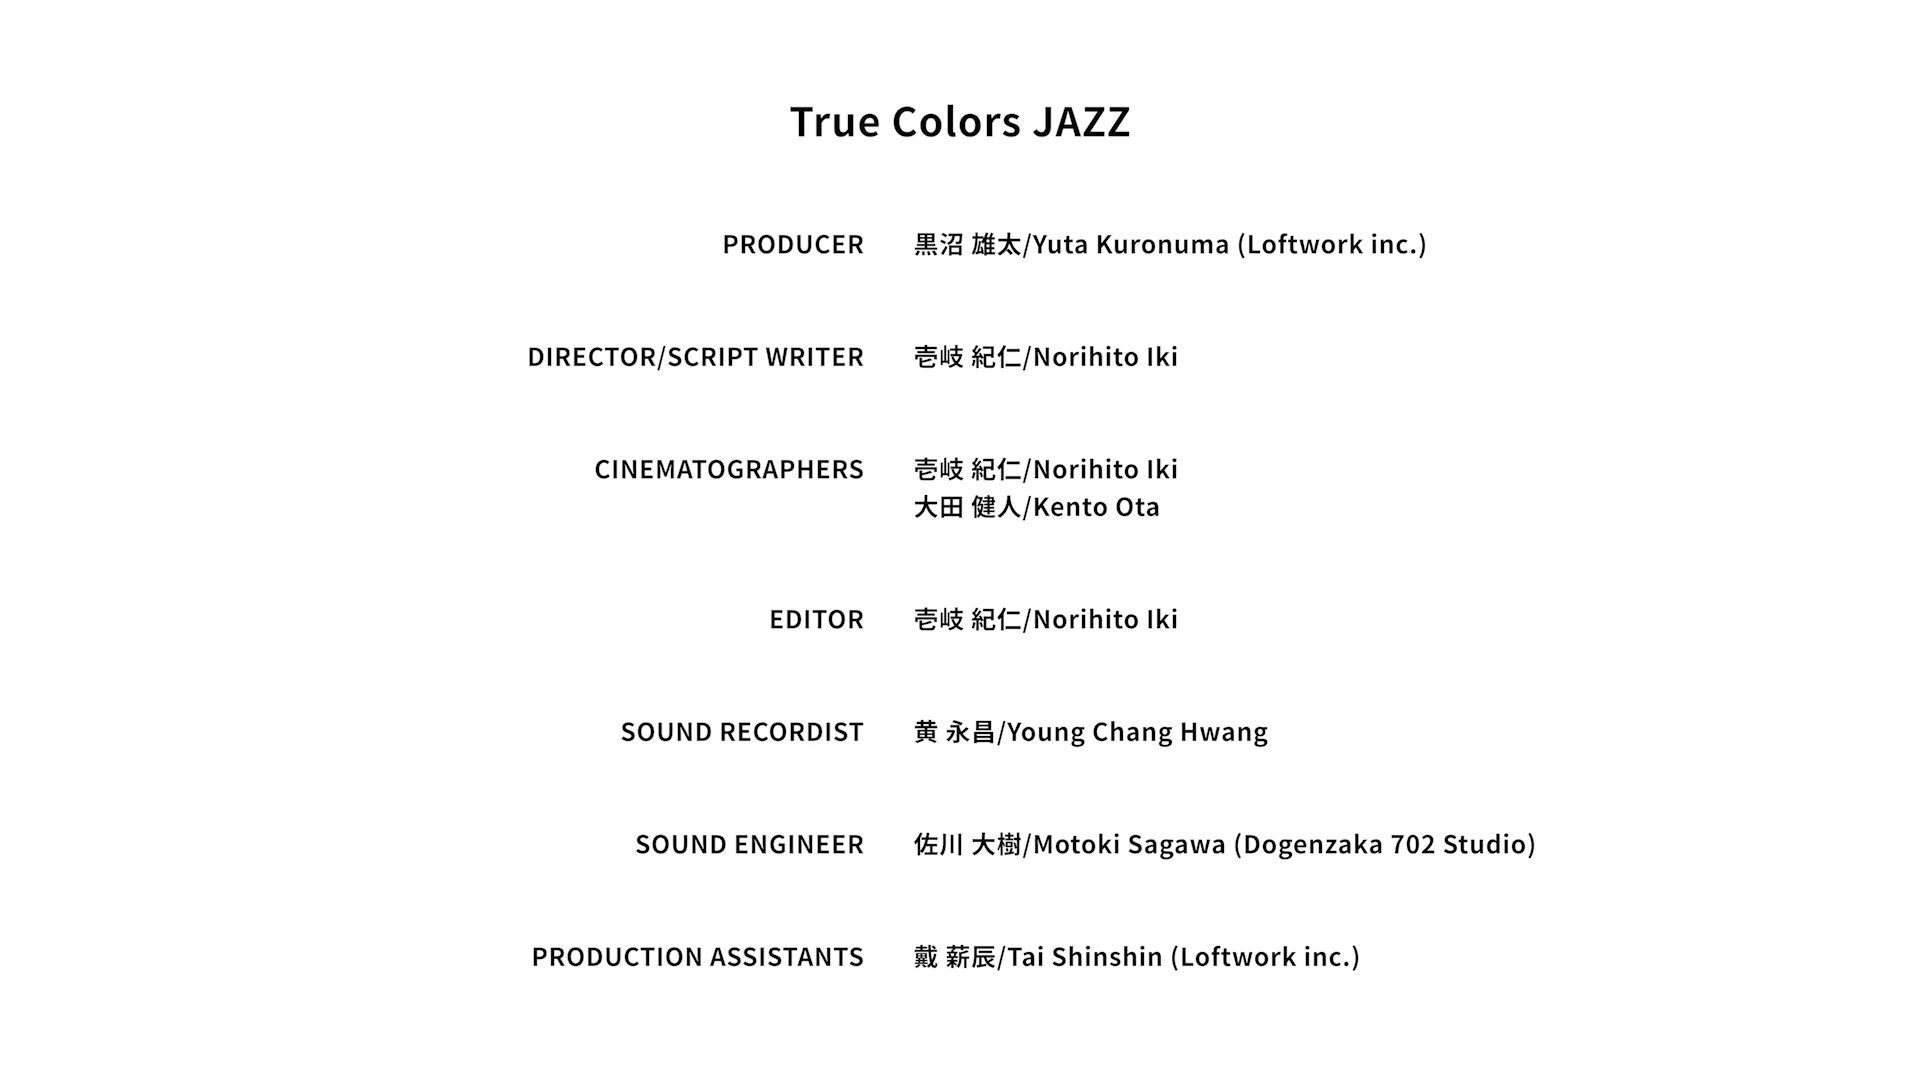 True Colors JAZZ
PRODUCER 黒沼 雄太/Yuta Kuronuma (Loftwork inc.)
DIRECTOR/SCRIPT WRITER 壱岐 紀仁/Norihito Iki
CINEMATOGRAPHERS 壱岐 紀仁/Norihito Iki
大田 健人/Kento Ota
EDITOR 壱岐 紀仁/Norihito Iki
SOUND RECORDIST 黄 永昌/Young Chang Hwang
SOUND ENGINEER 佐川 大樹/Motoki Sagawa (Dogenzaka 702 Studio)
PRODUCTION ASSISTANTS 戴 薪辰/Tai Shinshin (Loftwork inc.)